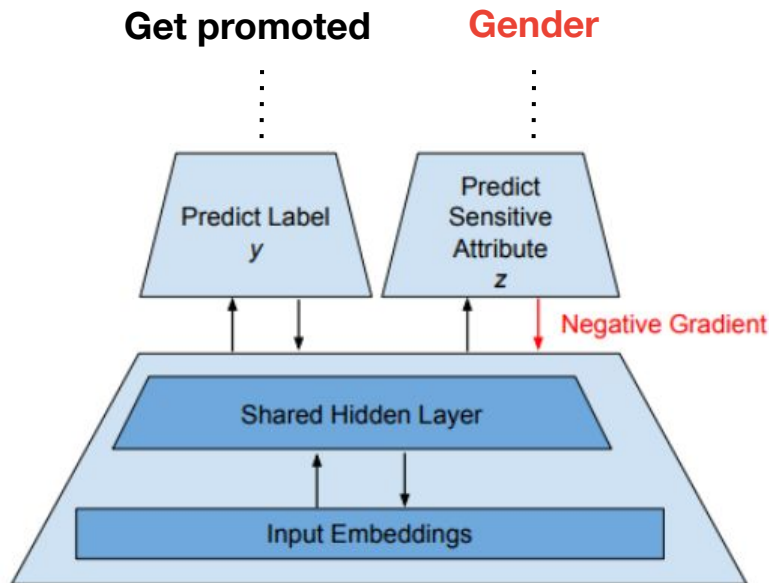 Get promoted
Gender
Predict Label
y
Predict
Sensitive
Attribute
z
Negative Gradient
Shared Hidden Layer
Input Embeddings